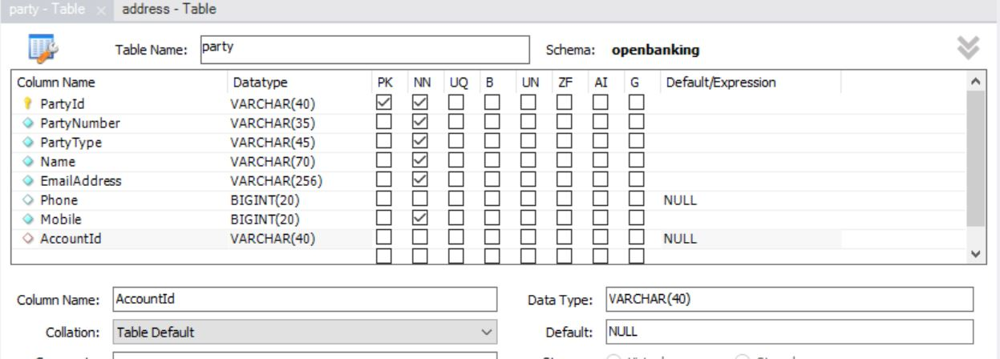 party - Table × address - Table
Table Name: party Schema: openbanking
Column Name Datatype PK NN UQ B UN ZF AI G Default/Expression
PartyId VARCHAR(40)
PartyNumber VARCHAR(35)
PartyType VARCHAR(45)
Name VARCHAR(70)
EmailAddress VARCHAR(256)
Phone BIGINT(20) NULL
Mobile BIGINT(20)
AccountId VARCHAR(40) NULL
Column Name: AccountId Data Type: VARCHAR(40)
Collation: Table Default Default: NULL